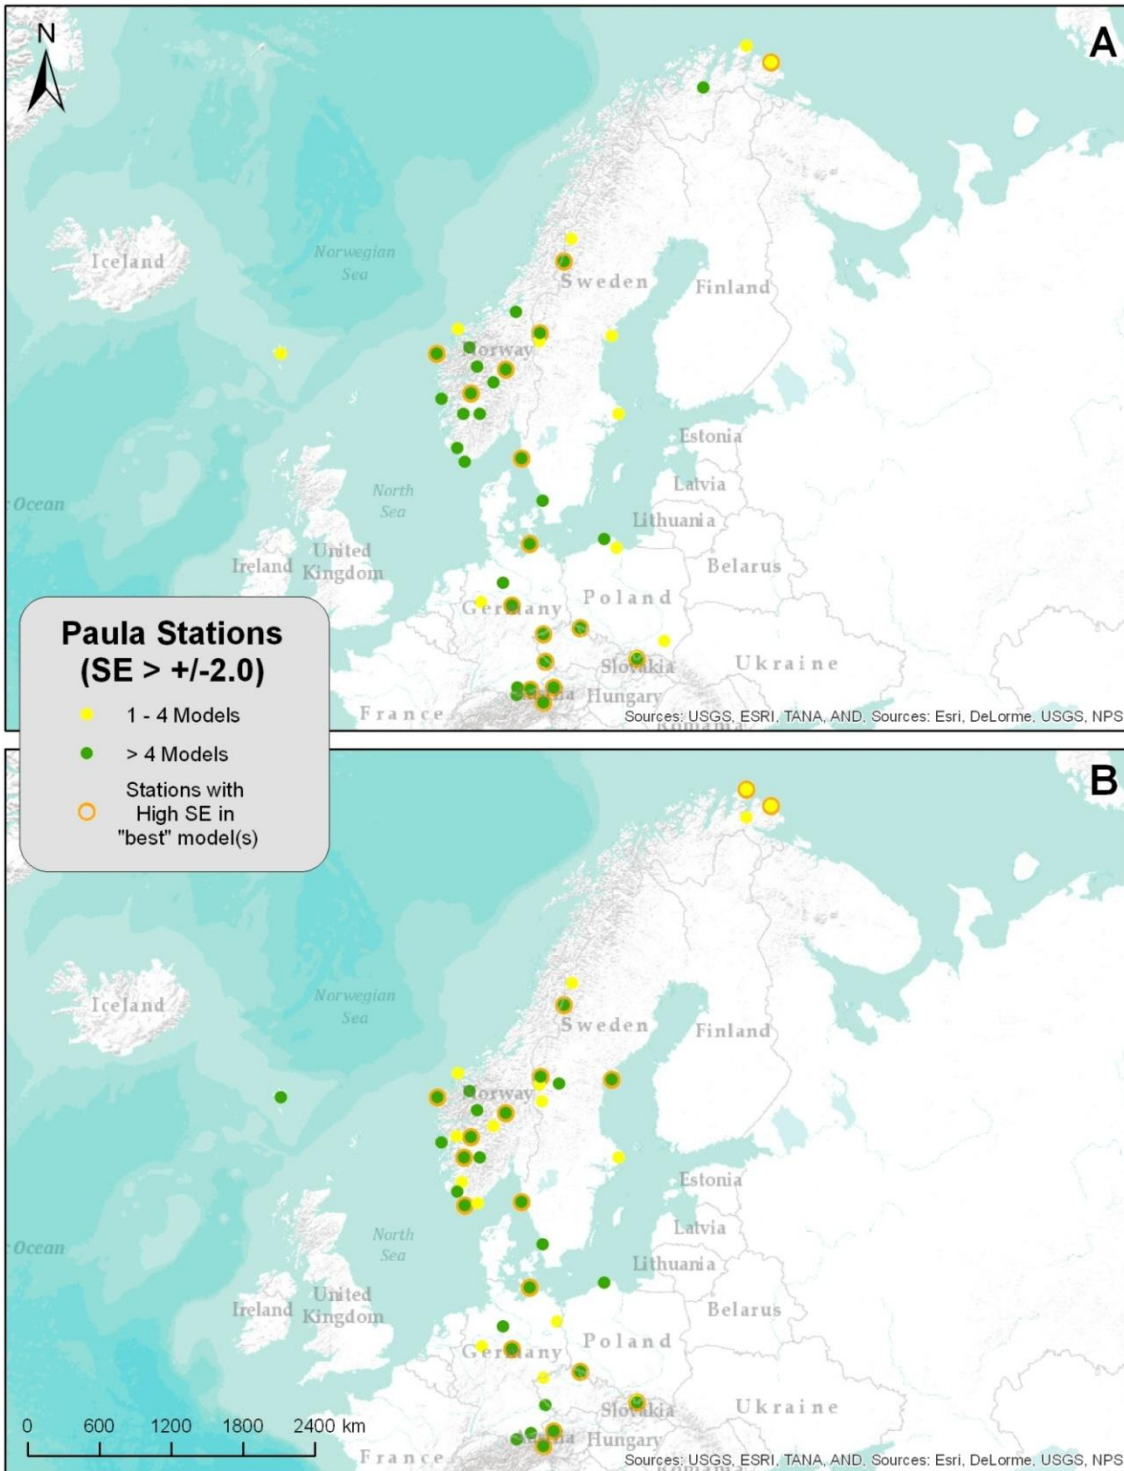 N
A
Iceland
Norwegian
Sea
Sweden
Finland
Norway
Estonia
Latvia
Lithuania
c Ocean
North
Sea
Ireland
United
Kingdom
Belarus
Germany
Poland
Slovakia
Ukraine
Hungary
France
Romania
Sources: USGS, ESRI, TANA, AND, Sources: Esri, DeLorme, USGS, NPS
Paula Stations
(SE > +/-2.0)
1 - 4 Models
> 4 Models
Stations with
High SE in
"best" model(s)
B
Iceland
Norwegian
Sea
Sweden
Finland
Norway
Estonia
Latvia
Lithuania
c Ocean
North
Sea
Ireland
United
Kingdom
Belarus
Germany
Poland
Slovakia
Ukraine
Hungary
France
0 600 1200 1800 2400 km
Sources: USGS, ESRI, TANA, AND, Sources: Esri, DeLorme, USGS, NPS